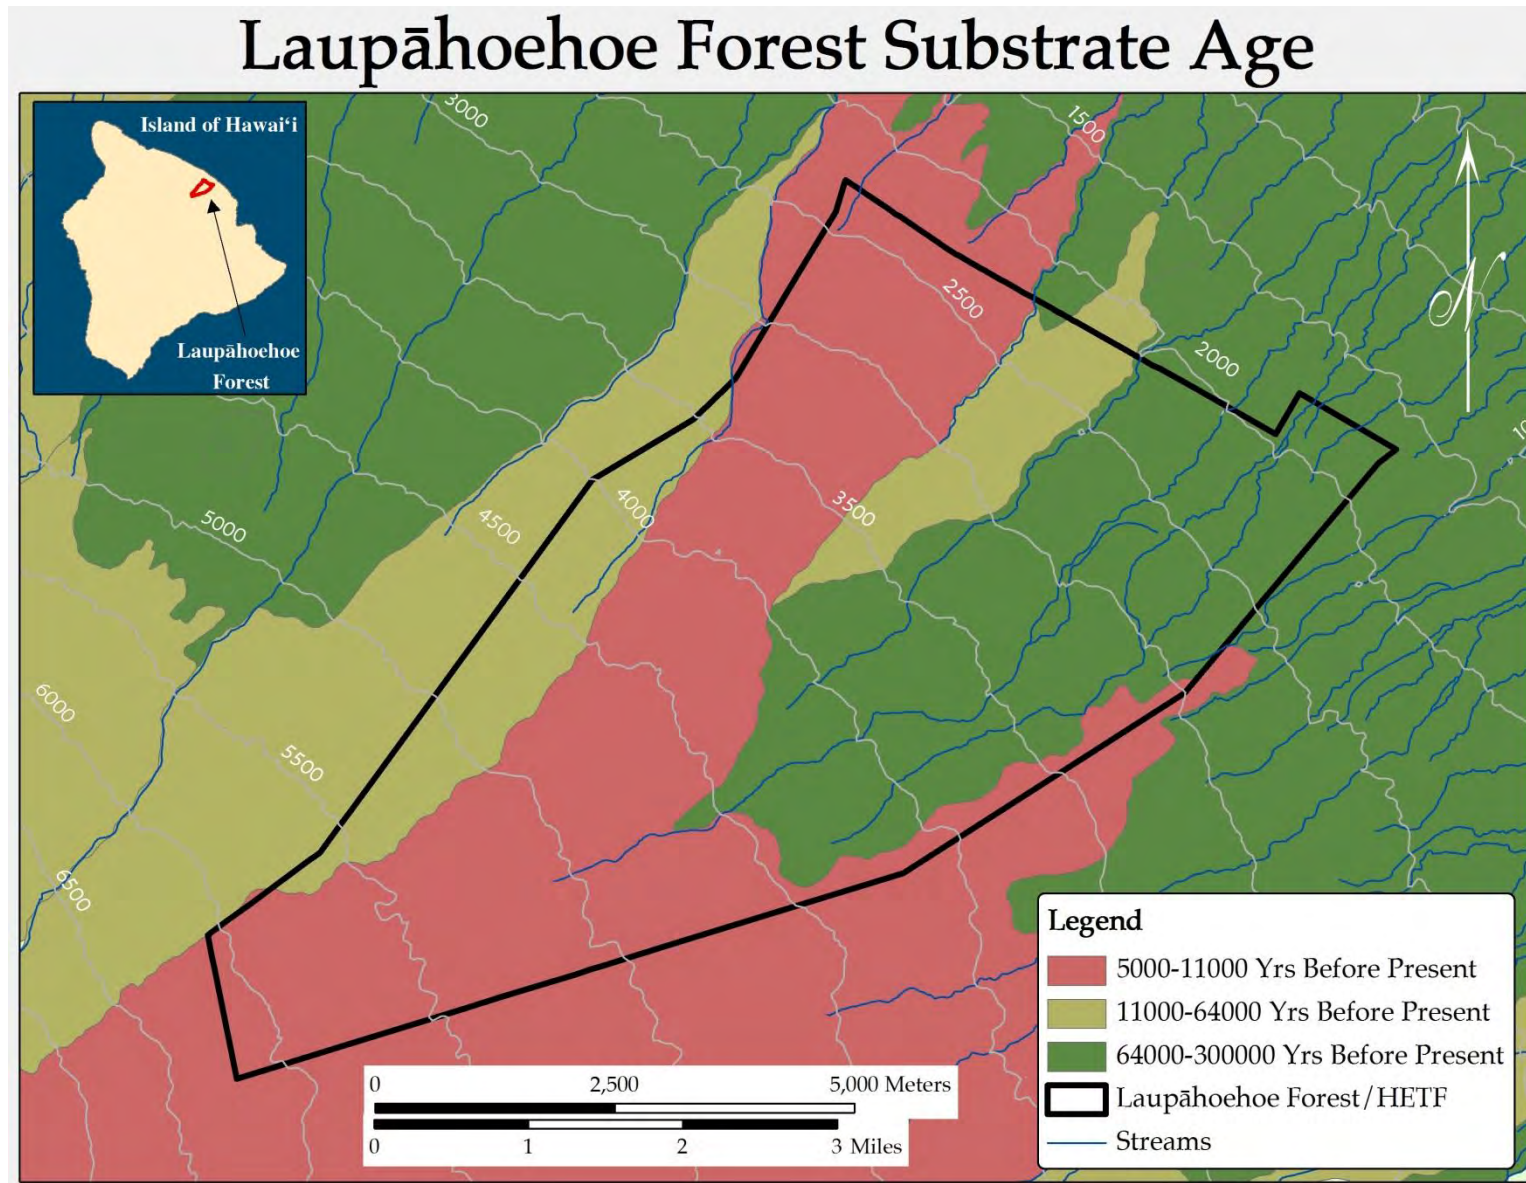 Laupāhoehoe Forest Substrate Age
Island of Hawaiʻi
Laupāhoehoe
Forest
3000
1500
2500
2000
4000
3500
4500
5000
5500
6000
6500
N
Legend
5000-11000 Yrs Before Present
11000-64000 Yrs Before Present
64000-300000 Yrs Before Present
Laupāhoehoe Forest/HETF
Streams
0 2,500 5,000 Meters
0 1 2 3 Miles